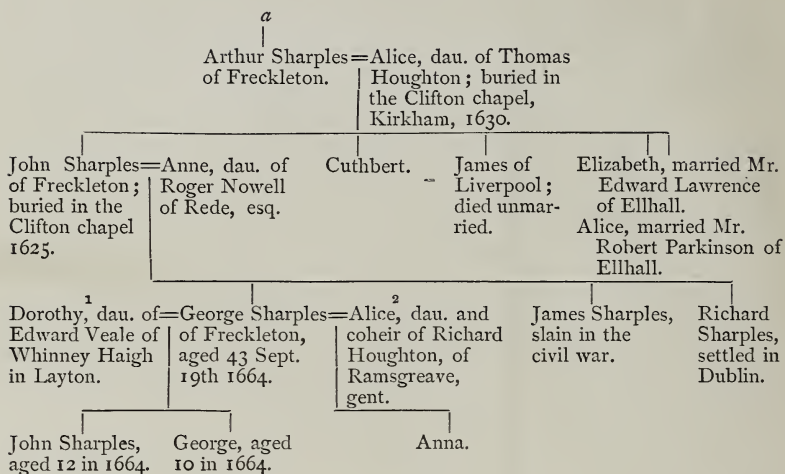 a
Arthur Sharples = Alice, dau. of Thomas
of Freckleton. Houghton; buried in
the Clifton chapel,
Kirkham, 1630.
John Sharples = Anne, dau. of
of Freckleton; Roger Nowell
buried in the of Rede, esq.
Clifton chapel
1625.
Cuthbert.
James of
Liverpool;
died unmar-
ried.
Elizabeth, married Mr.
Edward Lawrence
of Ellhall.
Alice, married Mr.
Robert Parkinson of
Ellhall.
1
Dorothy, dau. of
Edward Veale of
Whinney Haigh
in Layton.
= George Sharples =
of Freckleton,
aged 43 Sept.
19th 1664.
2
Alice, dau. and
coheir of Richard
Houghton, of
Ramsgreave,
gent.
James Sharples,
slain in the
civil war.
Richard
Sharples,
settled in
Dublin.
John Sharples,
aged 12 in 1664.
George, aged
10 in 1664.
Anna.